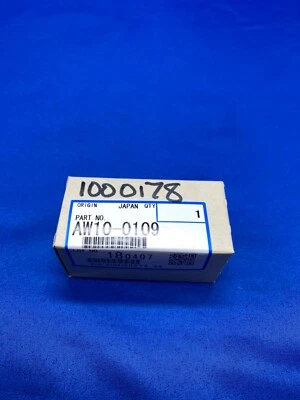 1000178
ORIGIN JAPAN QTY
PART NO. 1
AW10-0109
180407